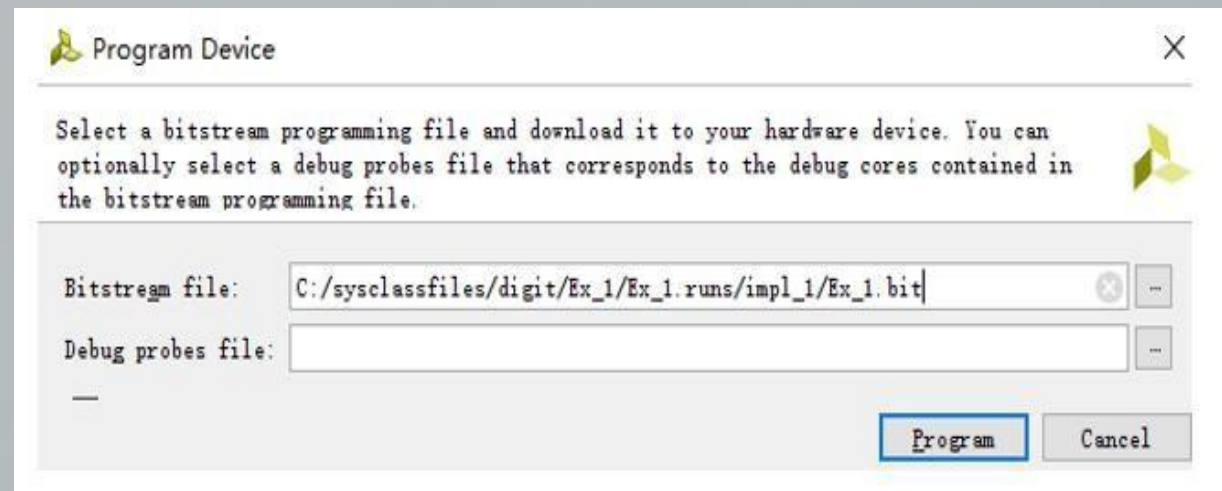 Program Device
Select a bitstream programming file and download it to your hardware device. You can
optionally select a debug probes file that corresponds to the debug cores contained in
the bitstream programming file.
Bitstream file: C:/sysclassfiles/digit/Ex_1/Ex_1.runs/impl_1/Ex_1.bit ...
Debug probes file: ...
Program Cancel